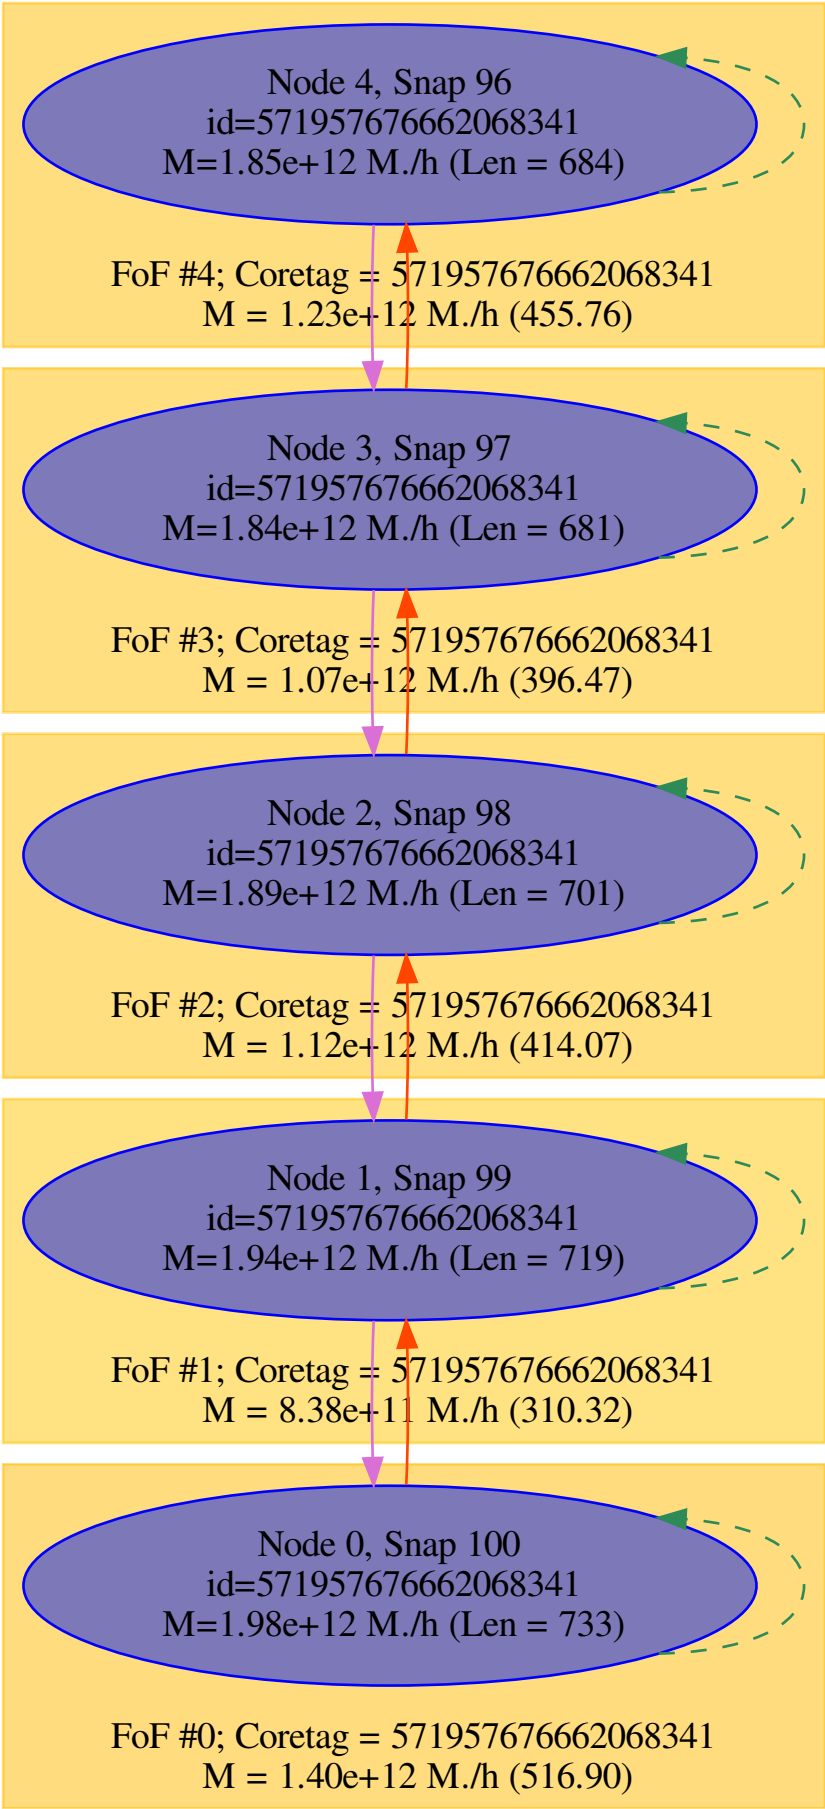 Node 4, Snap 96
id=571957676662068341
M=1.85e+12 M./h (Len = 684)
FoF #4; Coretag = 571957676662068341
M = 1.23e+12 M./h (455.76)
Node 3, Snap 97
id=571957676662068341
M=1.84e+12 M./h (Len = 681)
FoF #3; Coretag = 571957676662068341
M = 1.07e+12 M./h (396.47)
Node 2, Snap 98
id=571957676662068341
M=1.89e+12 M./h (Len = 701)
FoF #2; Coretag = 571957676662068341
M = 1.12e+12 M./h (414.07)
Node 1, Snap 99
id=571957676662068341
M=1.94e+12 M./h (Len = 719)
FoF #1; Coretag = 571957676662068341
M = 8.38e+11 M./h (310.32)
Node 0, Snap 100
id=571957676662068341
M=1.98e+12 M./h (Len = 733)
FoF #0; Coretag = 571957676662068341
M = 1.40e+12 M./h (516.90)